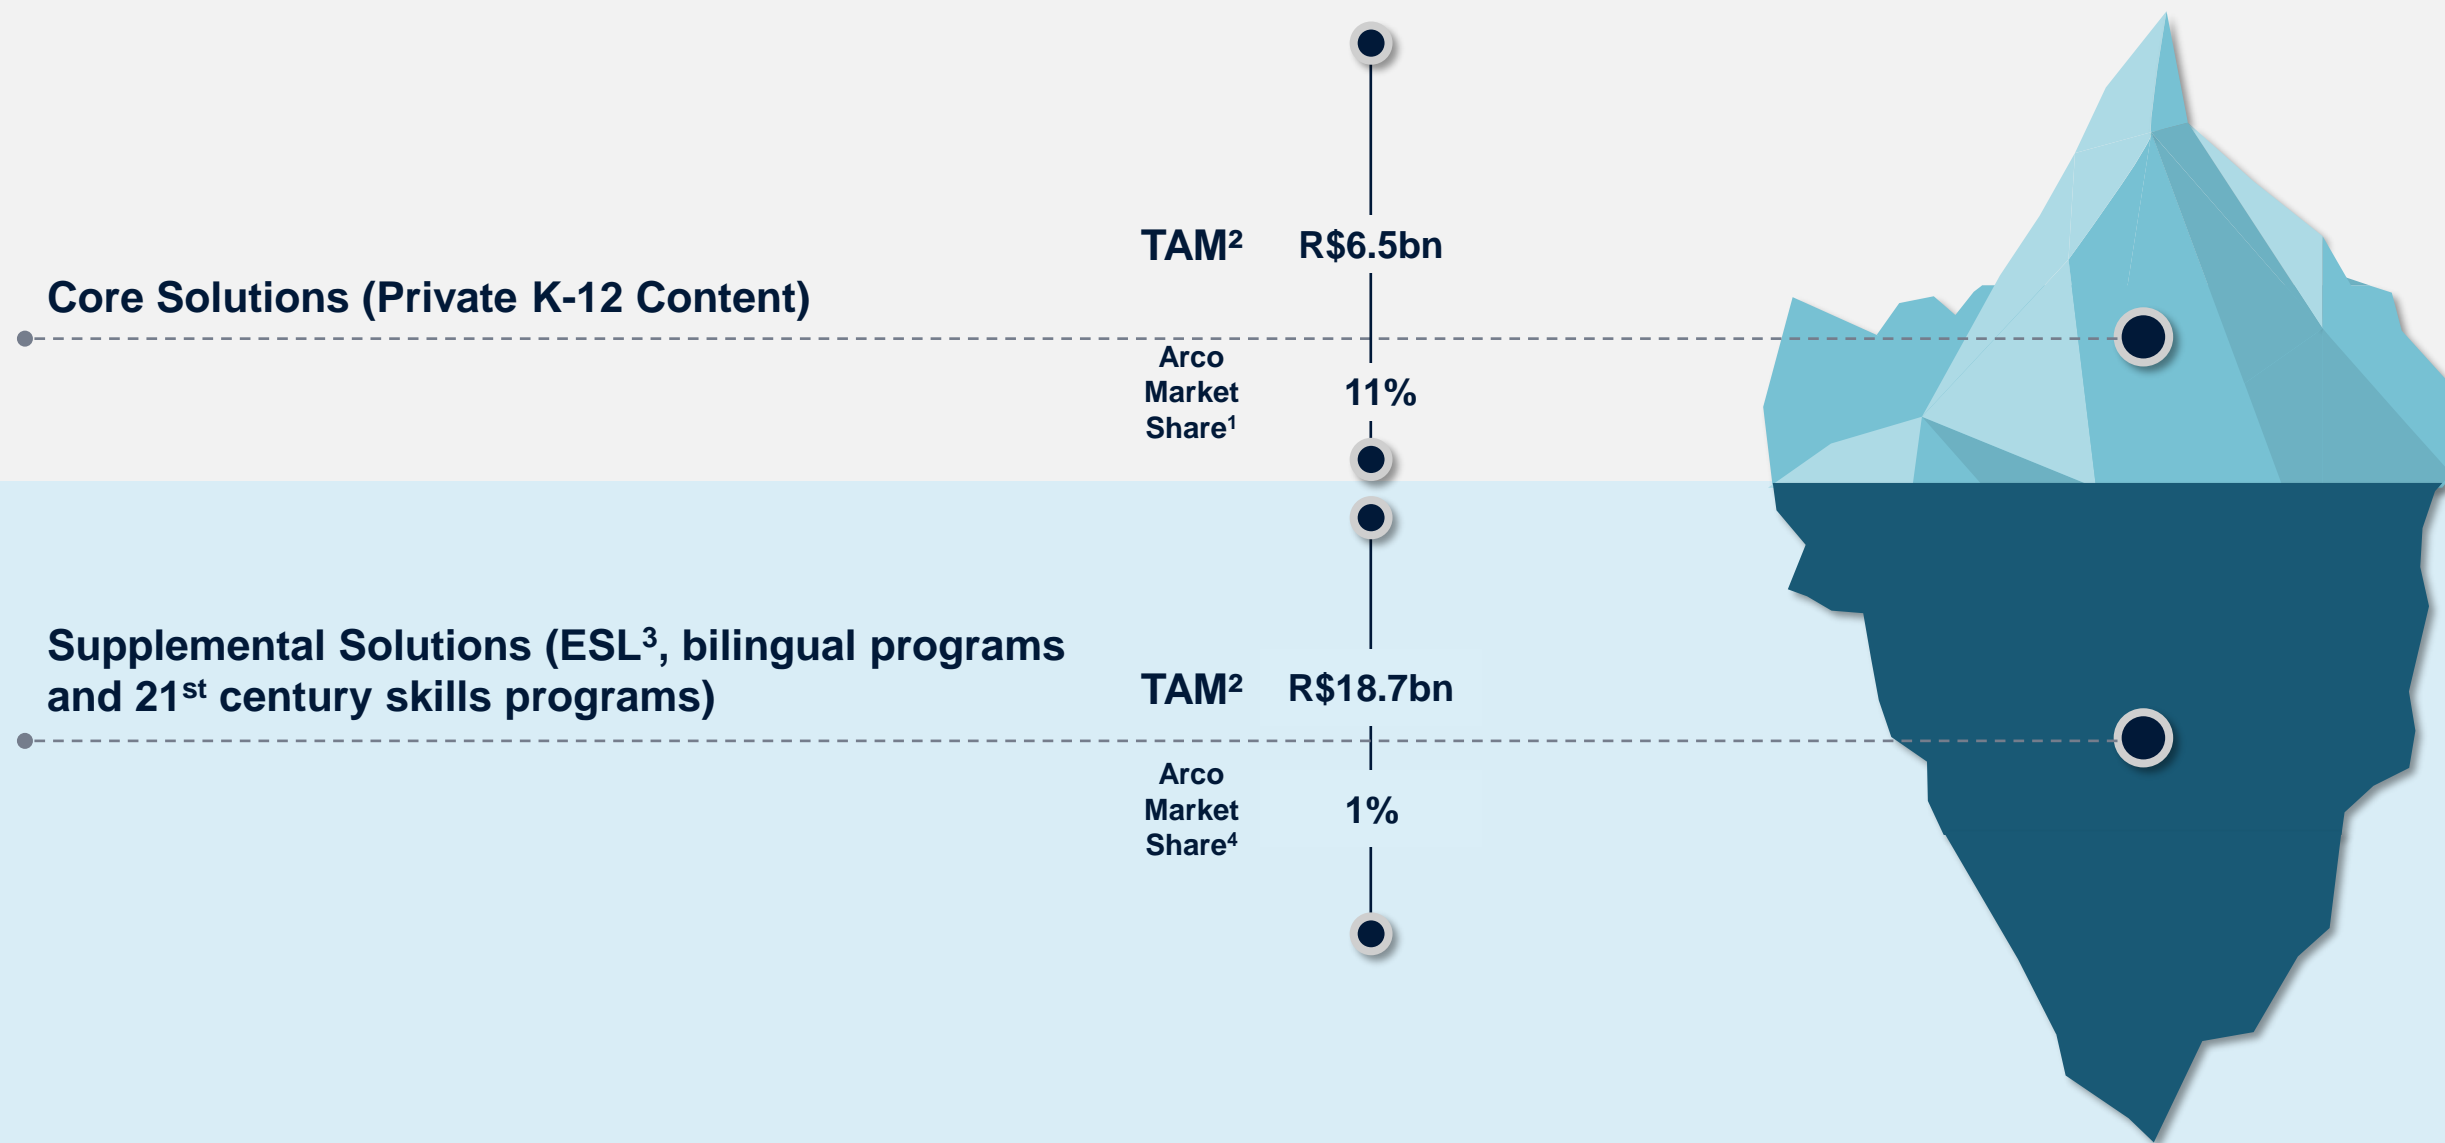 TAM² R$6.5bn
Core Solutions (Private K-12 Content)
Arco
Market 11%
Share¹
Supplemental Solutions (ESL³, bilingual programs
and 21st century skills programs)
TAM² R$18.7bn
Arco
Market 1%
Share⁴